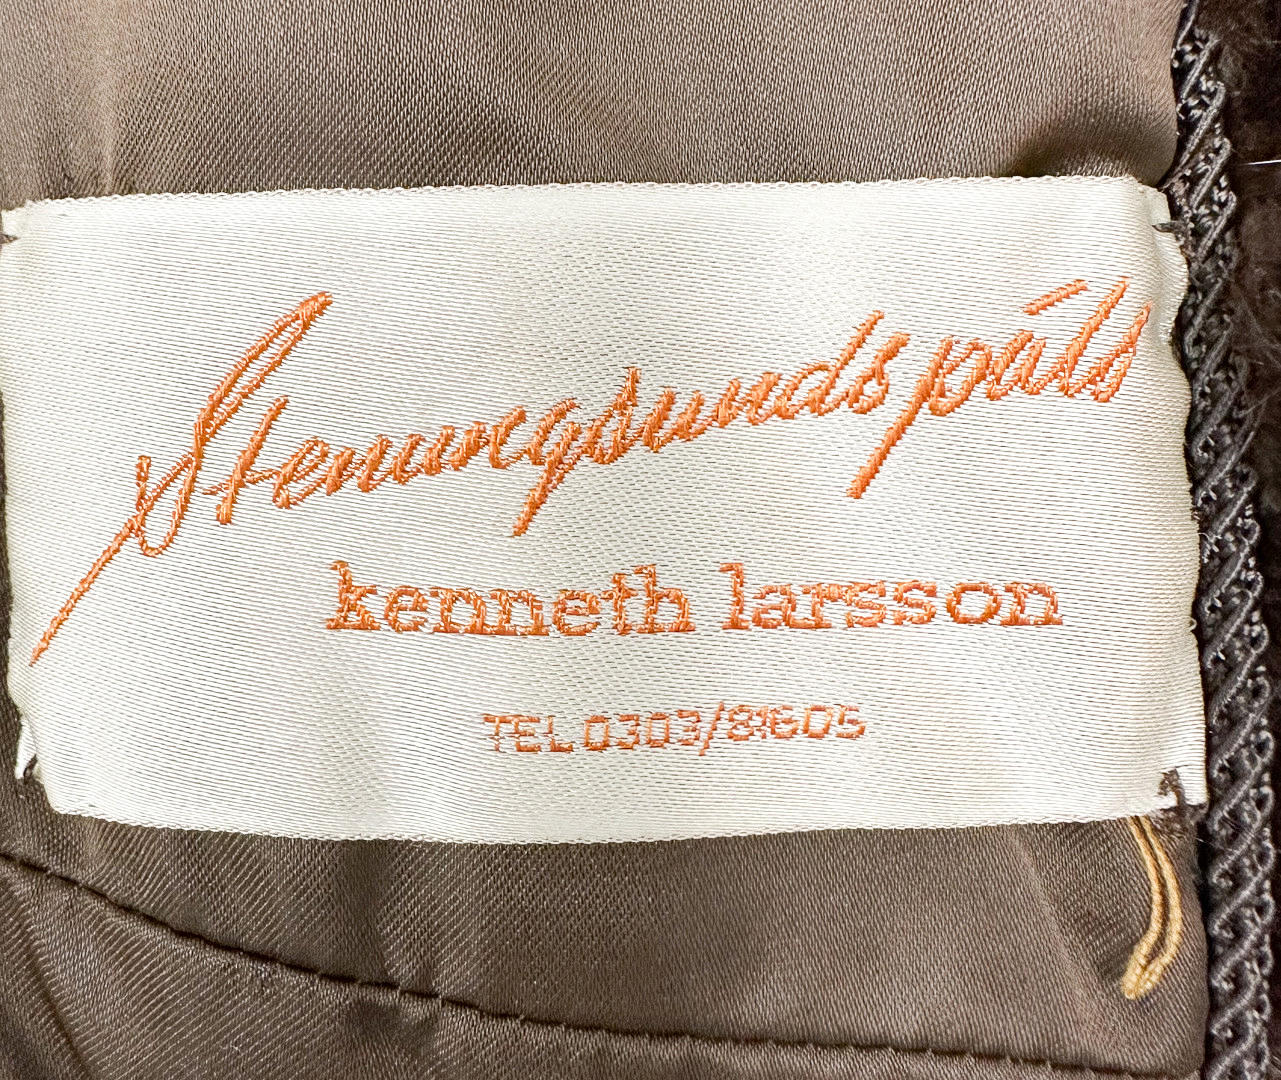 Stenungsunds päls
kenneth larsson
TEL 0303/81605